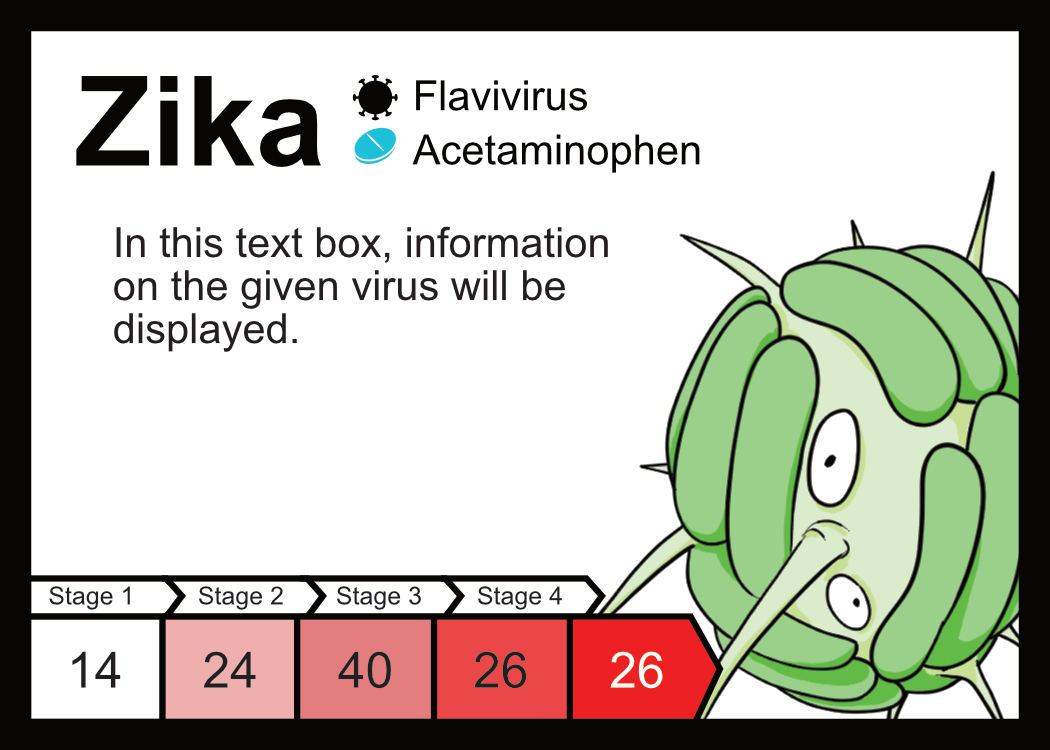 Zika
Flavivirus
Acetaminophen
In this text box, information
on the given virus will be
displayed.
Stage 1 Stage 2 Stage 3 Stage 4
14 24 40 26 26